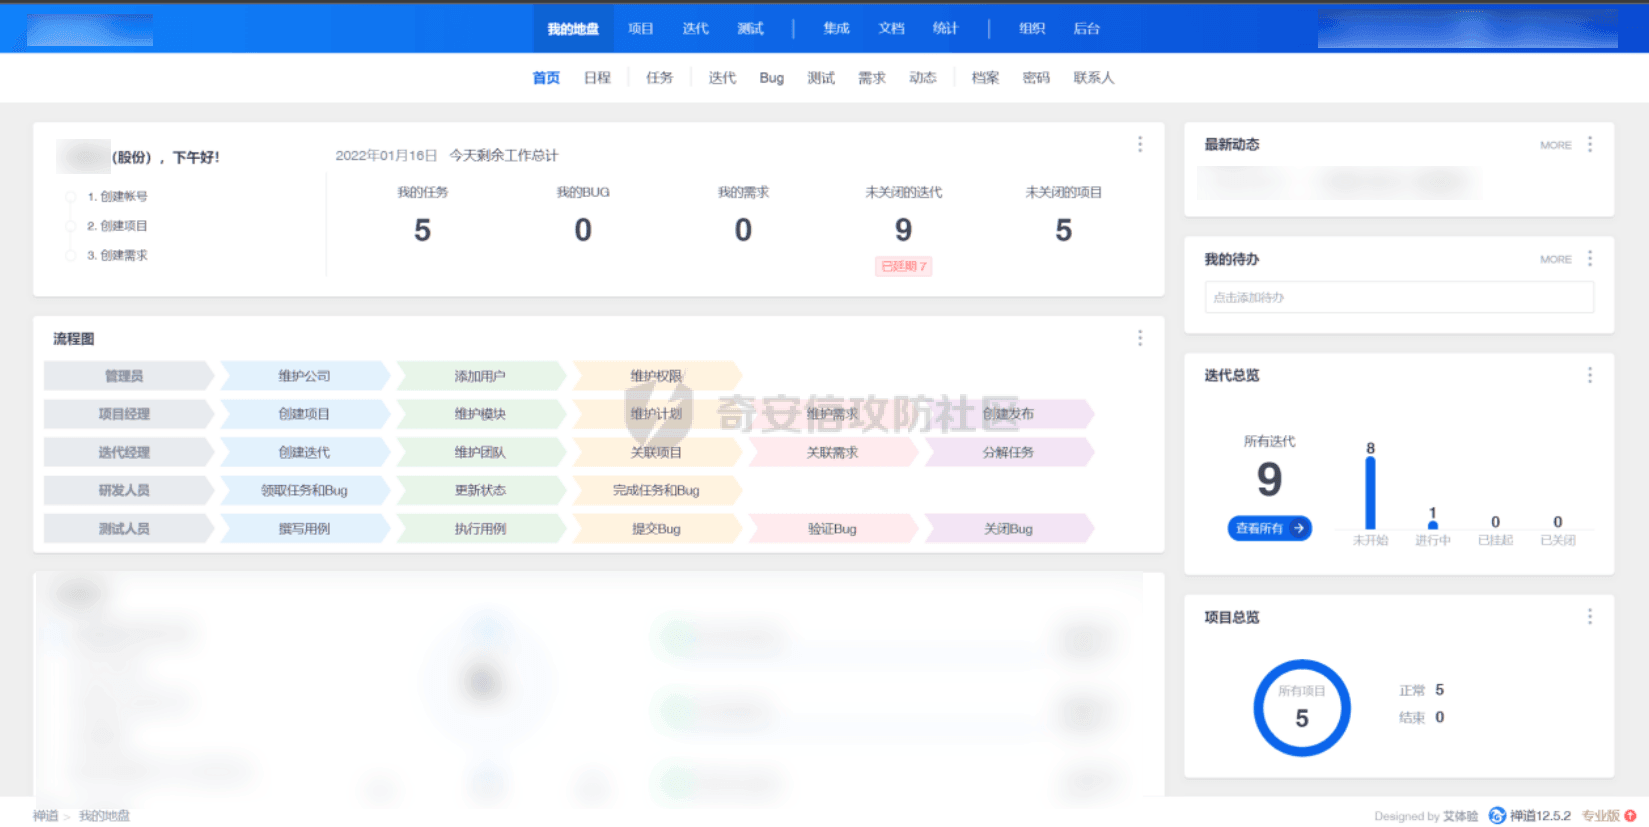 我的地盘 项目 迭代 测试 集成 文档 统计 组织 后台
首页 日程 任务 迭代 Bug 测试 需求 动态 档案 密码 联系人
(股份) ，下午好!
1. 创建帐号
2. 创建项目
3. 创建需求
2022年01月16日 今天剩余工作总计
我的任务 我的BUG 我的需求 未关闭的迭代 未关闭的项目
5 0 0 9 5
已延期 7
流程图
管理员 维护公司 添加用户 维护权限
项目经理 创建项目 维护模块 维护计划 维护需求 创建发布
迭代经理 创建迭代 维护团队 关联项目 关联需求 分解任务
研发人员 领取任务和Bug 更新状态 完成任务和Bug
测试人员 撰写用例 执行用例 提交Bug 验证Bug 关闭Bug
奇安信攻防社区
最新动态 MORE
我的待办 MORE
点击添加待办
迭代总览
所有迭代
9
查看所有
8 1 0 0
未开始 进行中 已挂起 已关闭
项目总览
所有项目
5
正常 5
结束 0
禅道 > 我的地盘
Designed by 艾体验 禅道12.5.2 专业版